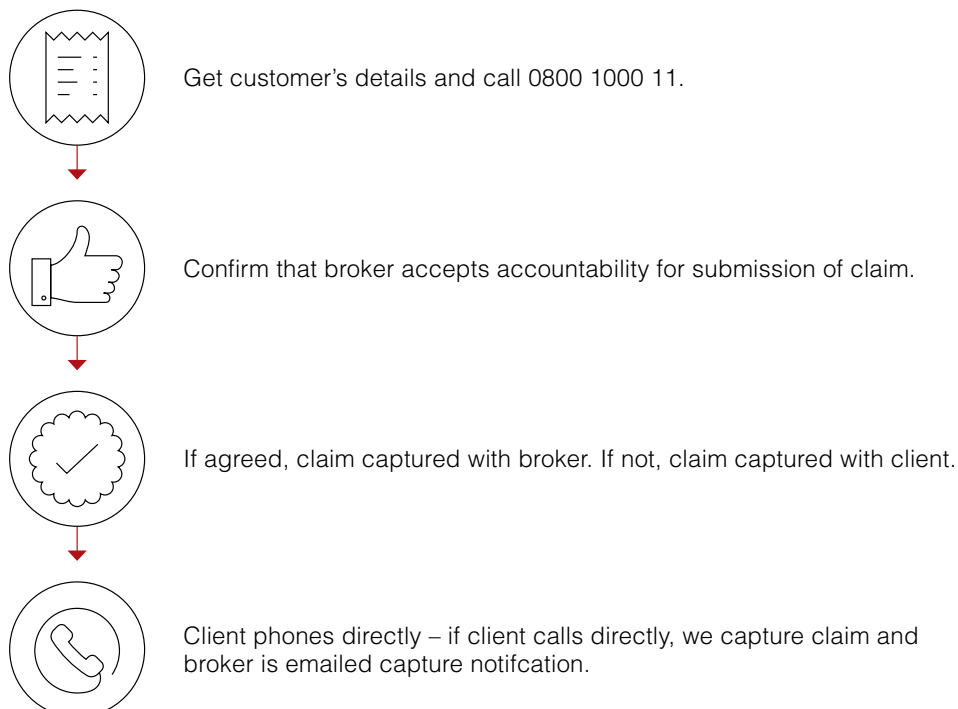 Get customer’s details and call 0800 1000 11.
Confirm that broker accepts accountability for submission of claim.
If agreed, claim captured with broker. If not, claim captured with client.
Client phones directly – if client calls directly, we capture claim and
broker is emailed capture notifcation.